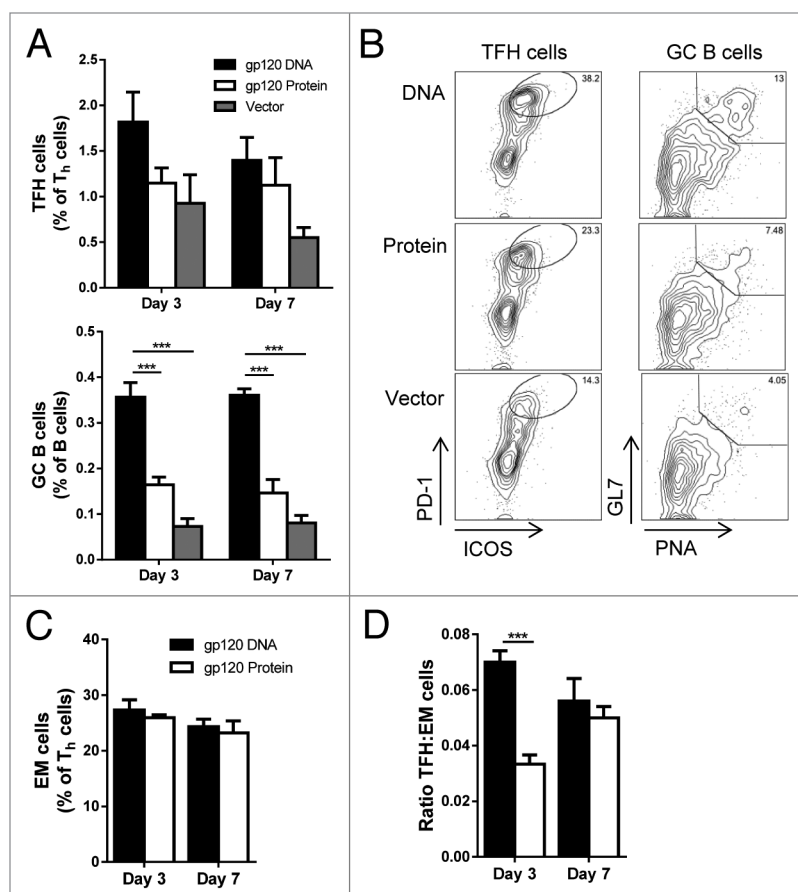 A
gp120 DNA
gp120 Protein
Vector
TFH cells
(% of Th cells)
2.5
2.0
1.5
1.0
0.5
0.0
Day 3
Day 7
GC B cells
(% of B cells)
0.5
0.4
0.3
0.2
0.1
0.0
***
***
***
***
Day 3
Day 7
B
TFH cells
GC B cells
DNA
38.2
13
Protein
23.3
7.48
Vector
14.3
4.05
PD-1
ICOS
GL7
PNA
C
gp120 DNA
gp120 Protein
EM cells
(% of Th cells)
40
30
20
10
0
Day 3
Day 7
D
Ratio TFH:EM cells
0.08
0.06
0.04
0.02
0.00
***
Day 3
Day 7